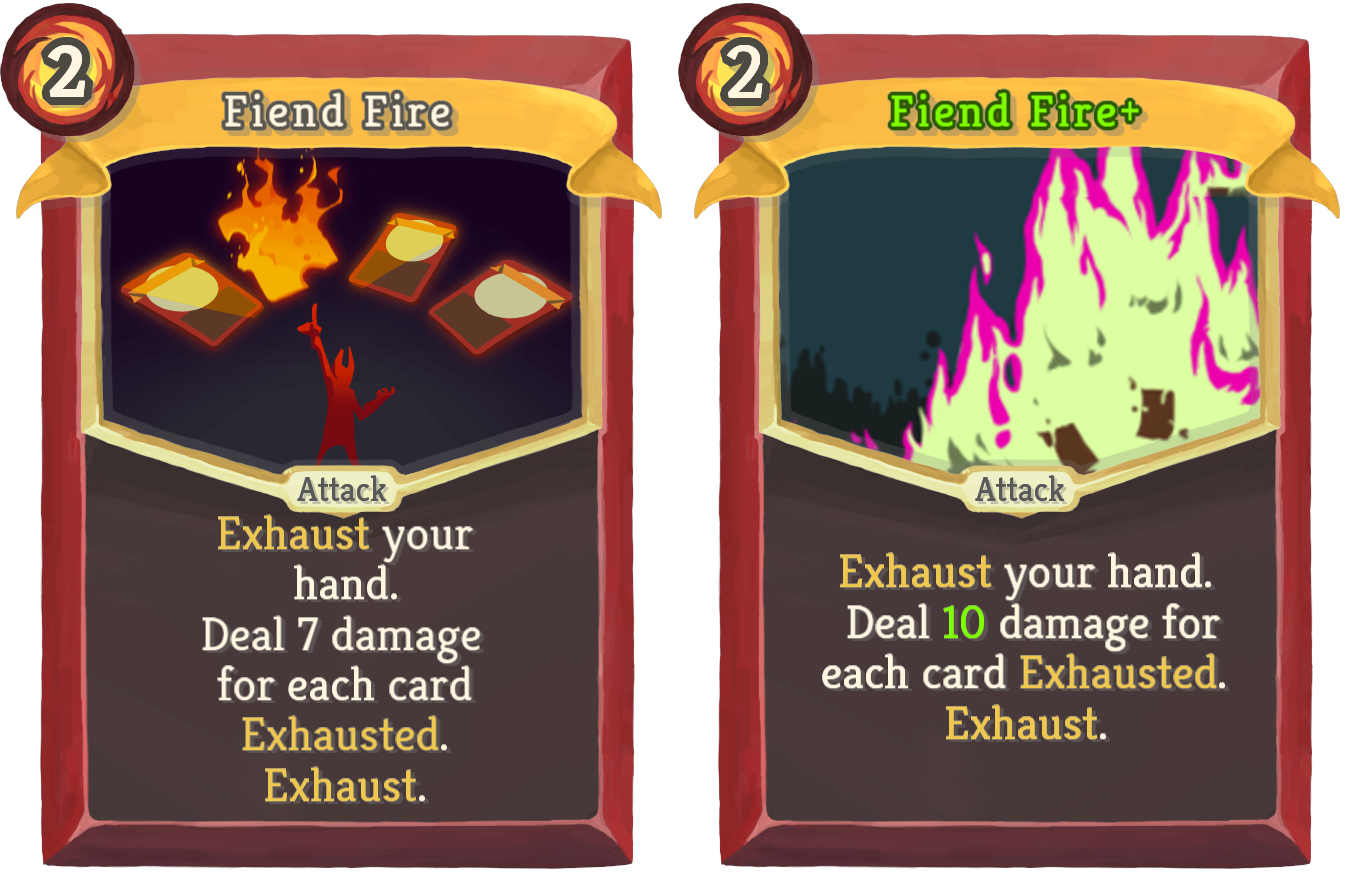 2
Fiend Fire
Attack
Exhaust your
hand.
Deal 7 damage
for each card
Exhausted.
Exhaust.
2
Fiend Fire+
Attack
Exhaust your hand.
Deal 10 damage for
each card Exhausted.
Exhaust.